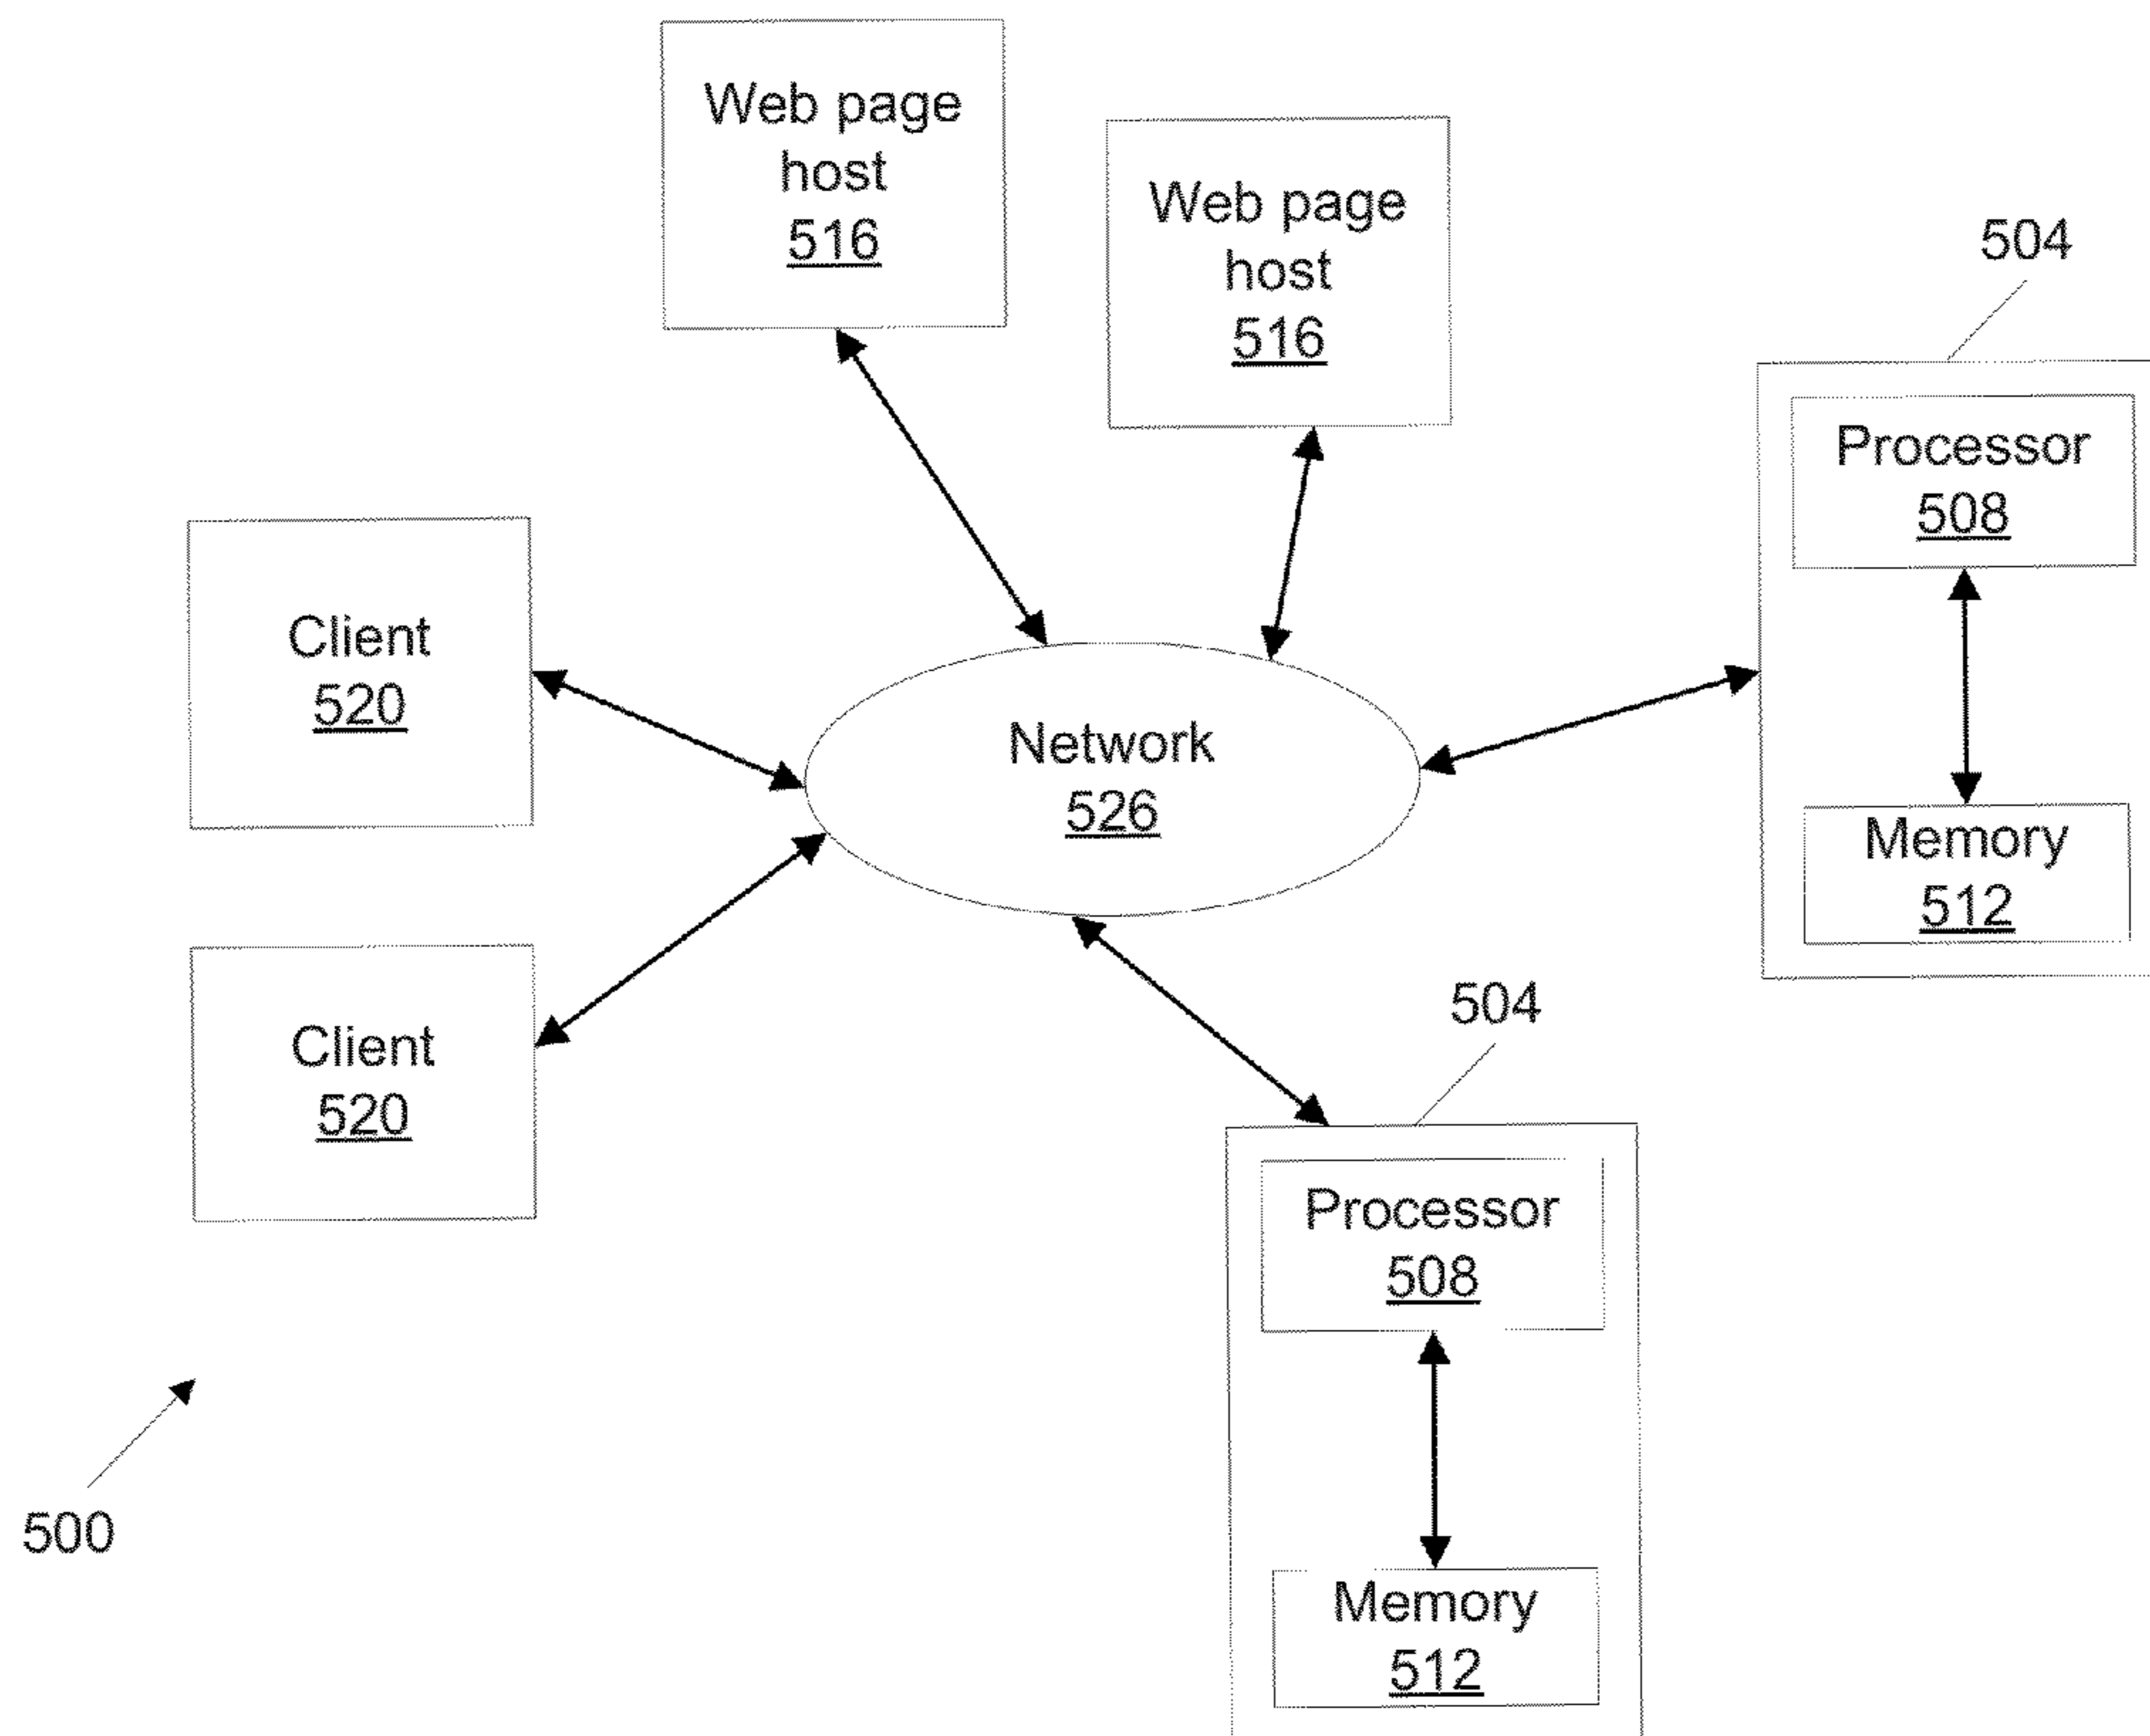 Web page
host
516
Web page
host
516
504
Processor
508
Memory
512
Client
520
Network
526
Client
520
504
Processor
508
Memory
512
500